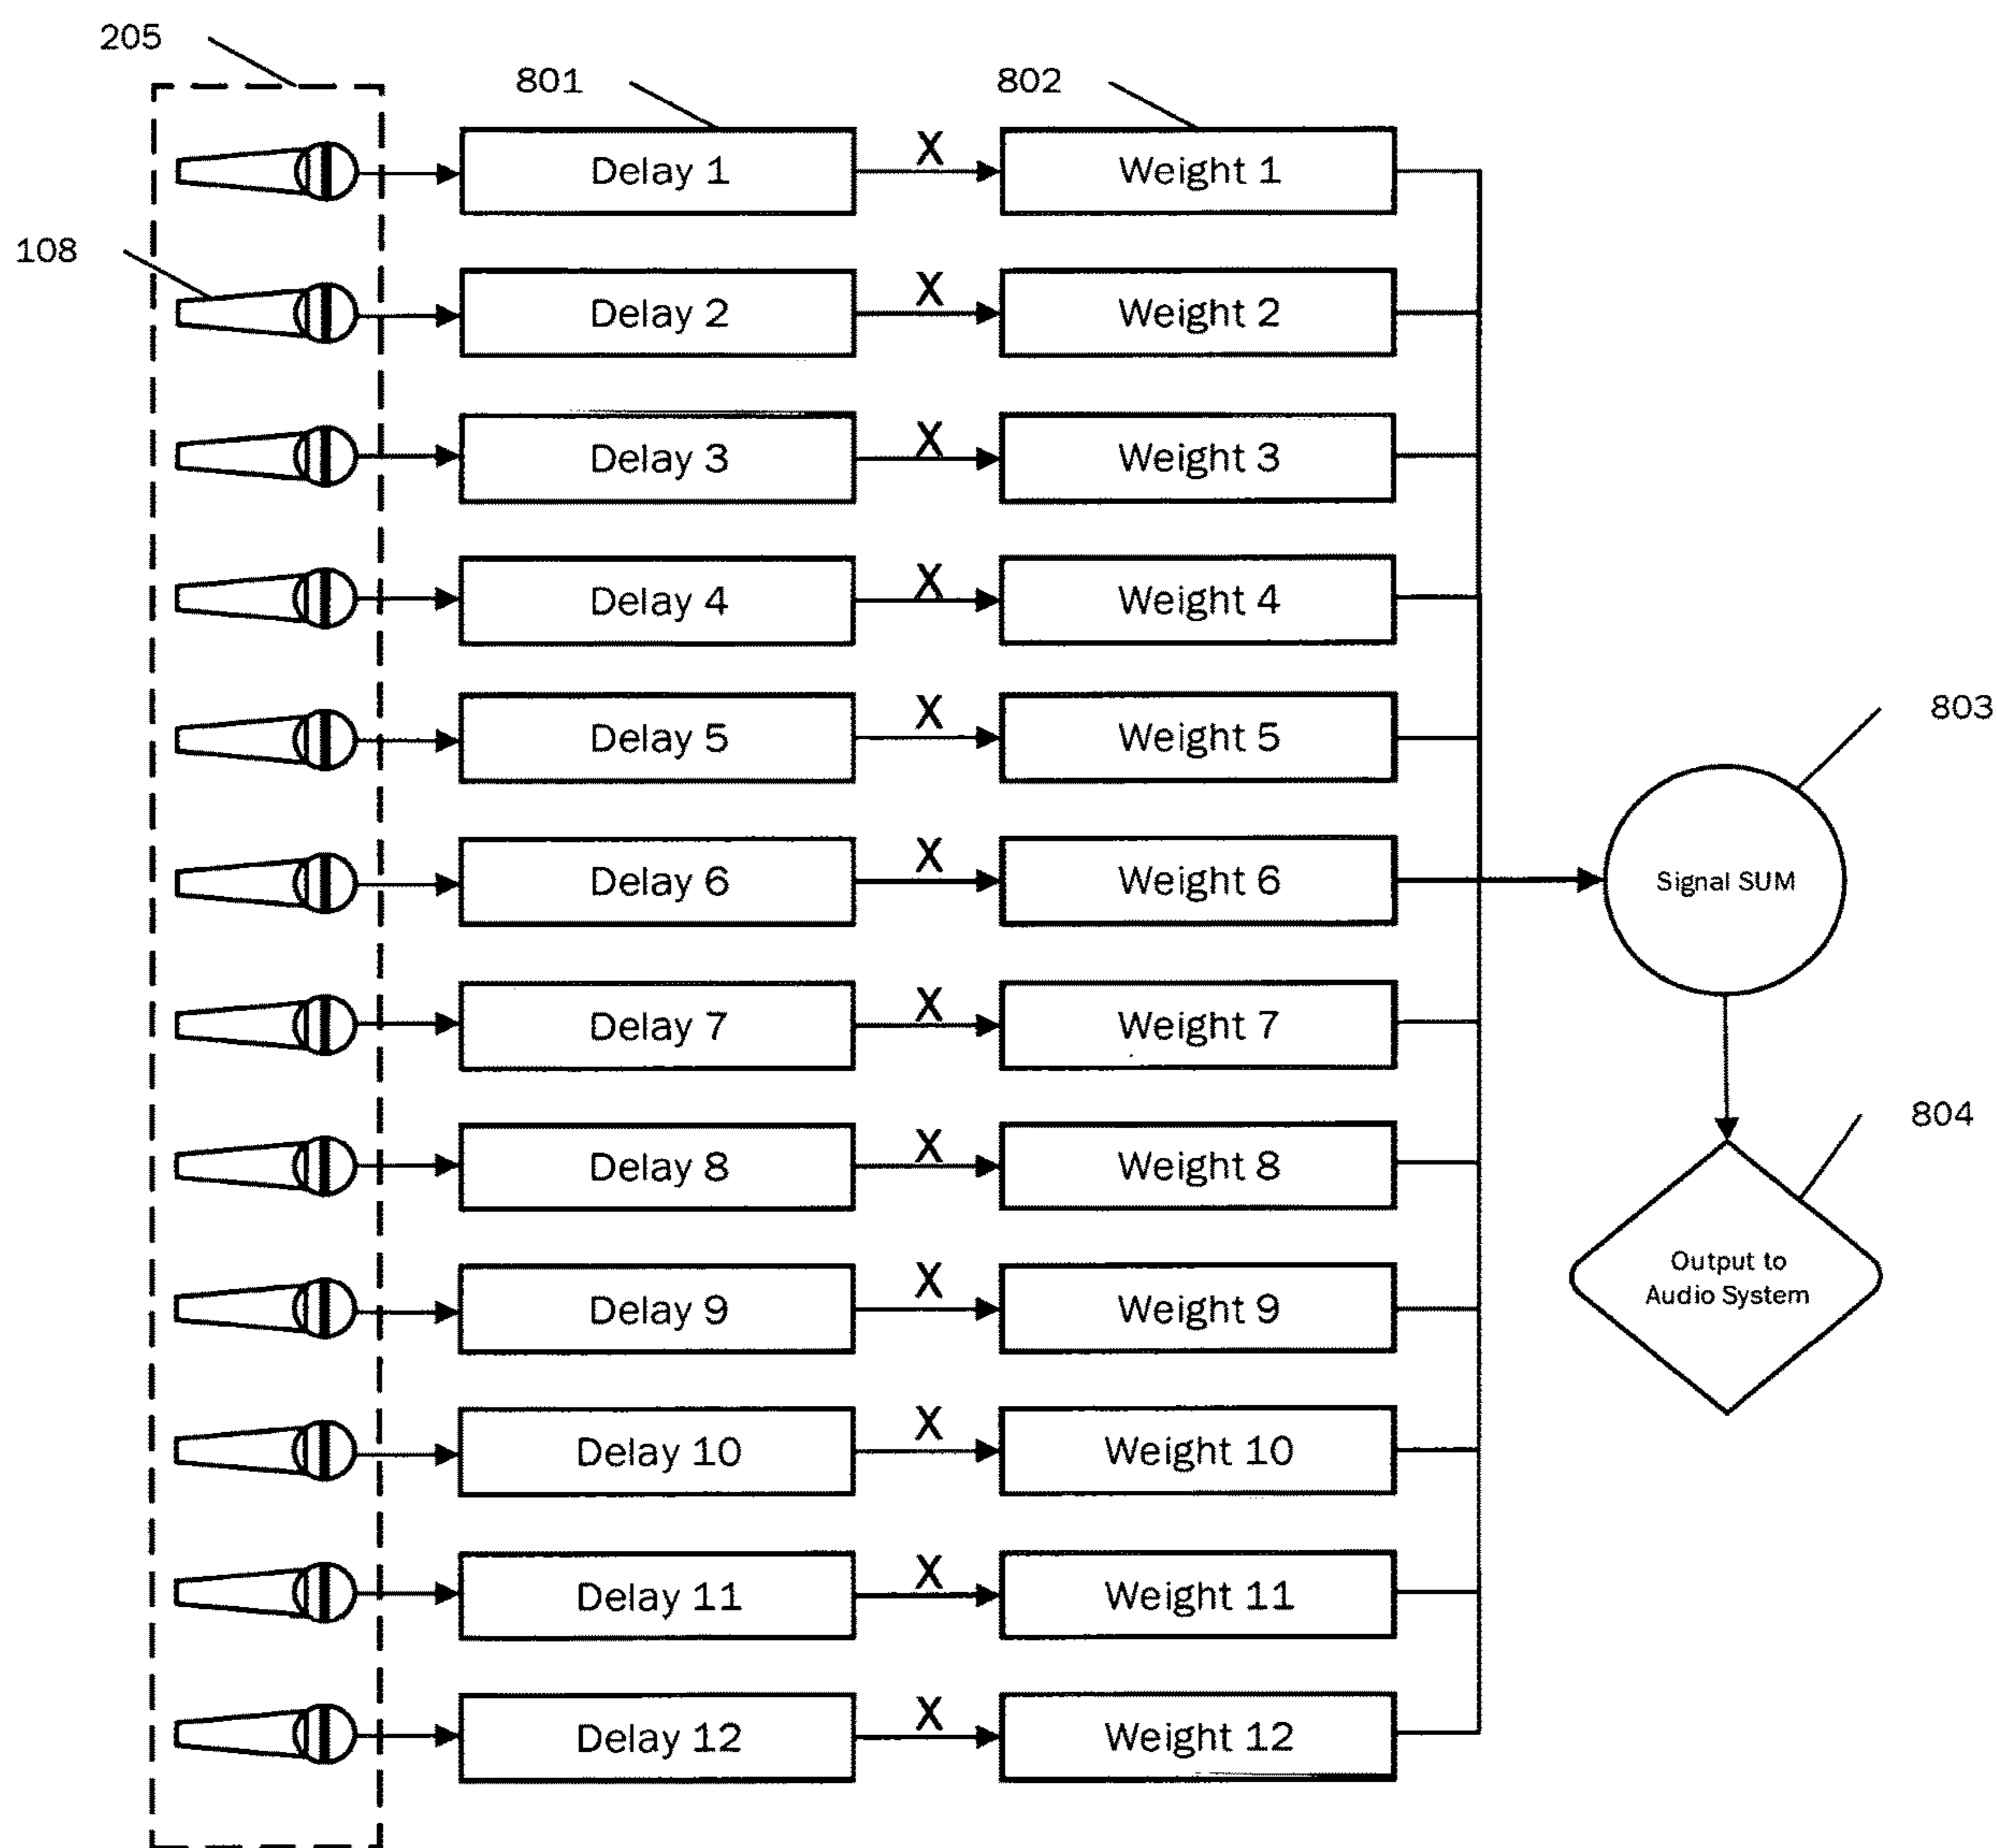 205
801
802
X
Delay 1
Weight 1
108
X
Delay 2
Weight 2
X
Delay 3
Weight 3
X
Delay 4
Weight 4
X
Delay 5
Weight 5
803
X
Delay 6
Weight 6
Signal SUM
X
Delay 7
Weight 7
804
X
Delay 8
Weight 8
X
Delay 9
Weight 9
Output to
Audio System
X
Delay 10
Weight 10
X
Delay 11
Weight 11
X
Delay 12
Weight 12